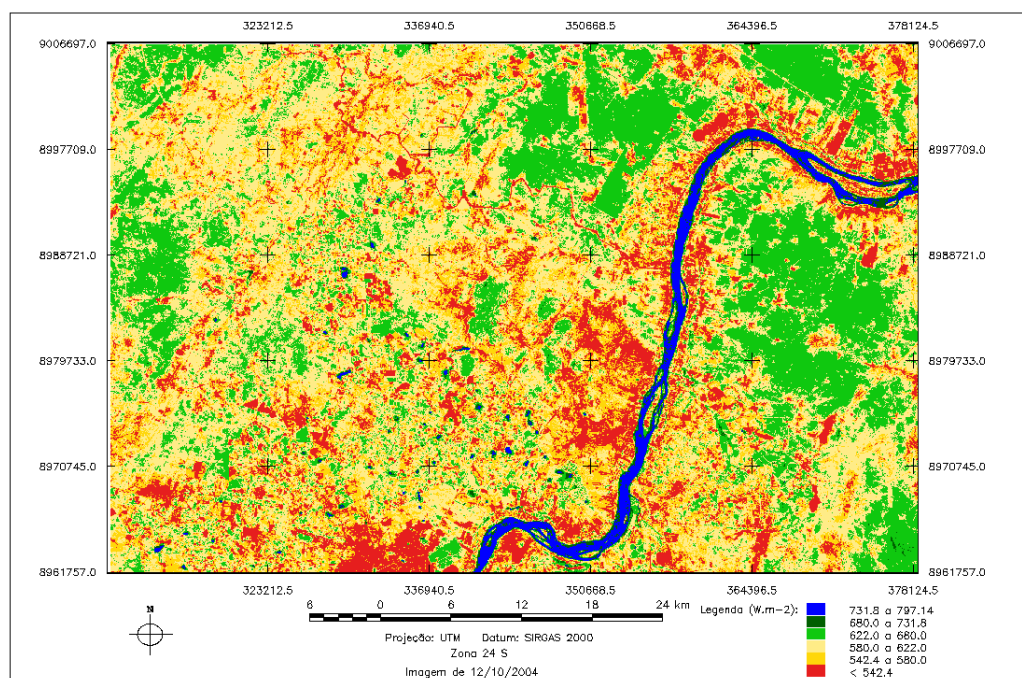 323212.5 336940.5 350668.5 364396.5 378124.5
9006697.0 9006697.0
8997709.0 8997709.0
8988721.0 8988721.0
8979733.0 8979733.0
8970745.0 8970745.0
8961757.0 8961757.0
323212.5 336940.5 350668.5 364396.5 378124.5
6 0 6 12 18 24 km
N
Projeção: UTM Datum: SIRGAS 2000
Zona 24 S
Imagem de 12/10/2004
Legenda (W.m-2):
731.8 a 797.14
680.0 a 731.8
622.0 a 680.0
580.0 a 622.0
542.4 a 580.0
< 542.4